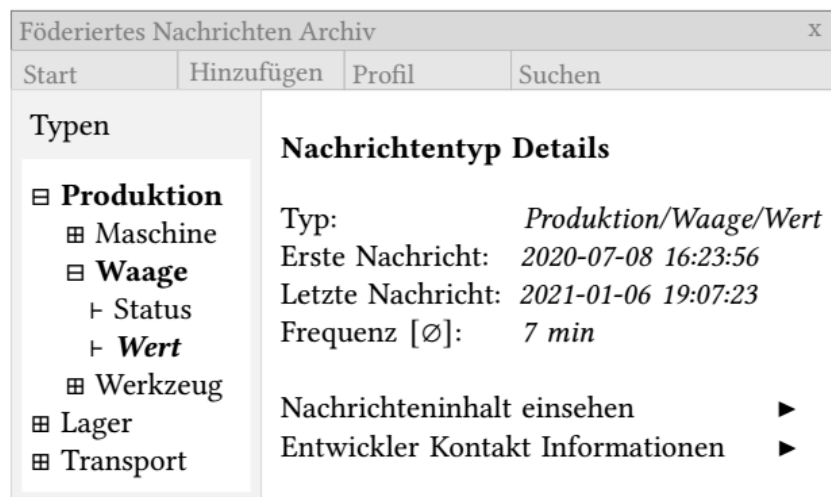 Föderiertes Nachrichten Archiv x
Start Hinzufügen Profil Suchen
Typen
⊟ Produktion
⊞ Maschine
⊟ Waage
⊢ Status
⊢ Wert
⊞ Werkzeug
⊞ Lager
⊞ Transport
Nachrichtentyp Details
Typ: Produktion/Waage/Wert
Erste Nachricht: 2020-07-08 16:23:56
Letzte Nachricht: 2021-01-06 19:07:23
Frequenz [∅]: 7 min
Nachrichteninhalt einsehen ►
Entwickler Kontakt Informationen ►